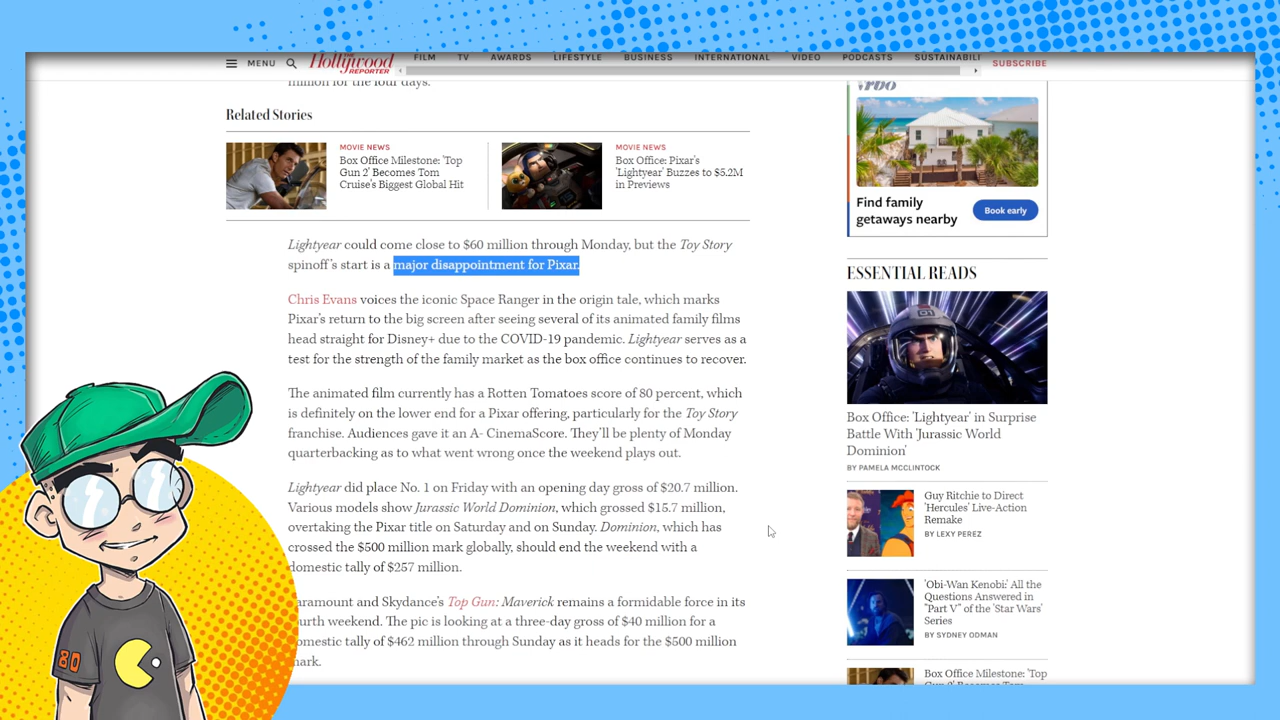 MENU
Hollywood
REPORTER
FILM
TV
AWARDS
LIFESTYLE
BUSINESS
INTERNATIONAL
VIDEO
PODCASTS
SUSTAINABILI
SUBSCRIBE
million for the four days.
Related Stories
MOVIE NEWS
Box Office Milestone: 'Top
Gun 2' Becomes Tom
Cruise's Biggest Global Hit
MOVIE NEWS
Box Office: Pixar's
'Lightyear' Buzzes to $5.2M
in Previews
Lightyear could come close to $60 million through Monday, but the Toy Story
spinoff's start is a major disappointment for Pixar.
Chris Evans voices the iconic Space Ranger in the origin tale, which marks
Pixar's return to the big screen after seeing several of its animated family films
head straight for Disney+ due to the COVID-19 pandemic. Lightyear serves as a
test for the strength of the family market as the box office continues to recover.
The animated film currently has a Rotten Tomatoes score of 80 percent, which
is definitely on the lower end for a Pixar offering, particularly for the Toy Story
franchise. Audiences gave it an A- CinemaScore. They'll be plenty of Monday
quarterbacking as to what went wrong once the weekend plays out.
Lightyear did place No. 1 on Friday with an opening day gross of $20.7 million.
Various models show Jurassic World Dominion, which grossed $15.7 million,
overtaking the Pixar title on Saturday and on Sunday. Dominion, which has
crossed the $500 million mark globally, should end the weekend with a
domestic tally of $257 million.
aramount and Skydance's Top Gun: Maverick remains a formidable force in its
urth weekend. The pic is looking at a three-day gross of $40 million for a
omestic tally of $462 million through Sunday as it heads for the $500 million
ark.
Vrbo
Find family
getaways nearby
Book early
ESSENTIAL READS
01
Box Office: 'Lightyear' in Surprise
Battle With 'Jurassic World
Dominion'
BY PAMELA MCCLINTOCK
Guy Ritchie to Direct
'Hercules' Live-Action
Remake
BY LEXY PEREZ
'Obi-Wan Kenobi:' All the
Questions Answered in
"Part V" of the 'Star Wars'
Series
BY SYDNEY ODMAN
Box Office Milestone: 'Top
Gun 2' Becomes Tom
80